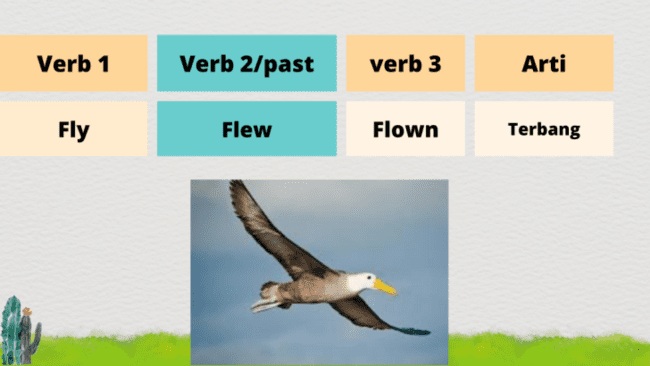 Verb 1 Verb 2/past verb 3 Arti
Fly Flew Flown Terbang